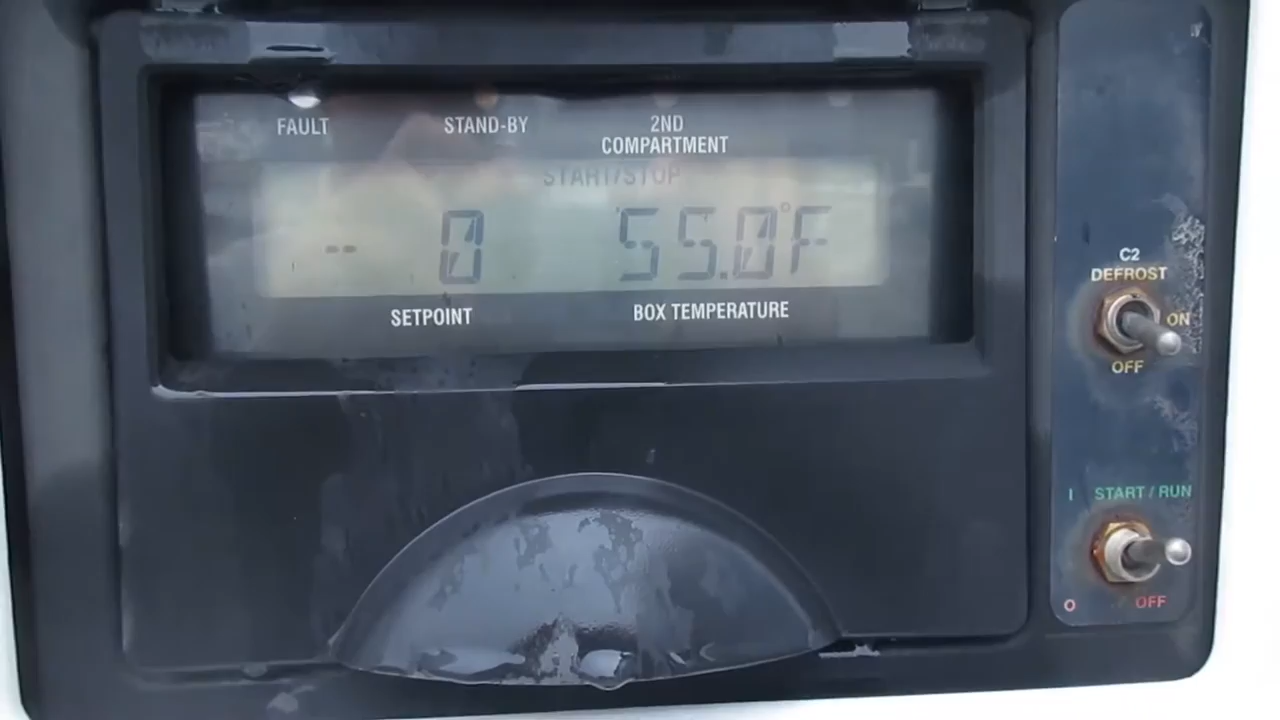 FAULT STAND-BY 2ND
COMPARTMENT
START/STOP
- 0 55.0°F
SETPOINT BOX TEMPERATURE
C2
DEFROST
ON
OFF
I START / RUN
O OFF